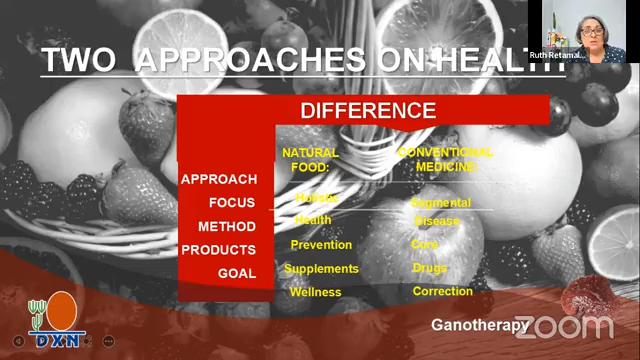 Ruth Retamal...
TWO APPROACHES ON HEALTH
DIFFERENCE
NATURAL FOOD:
CONVENTIONAL MEDICINE:
APPROACH Holistic Segmental
FOCUS Health Disease
METHOD Prevention Cure
PRODUCTS Supplements Drugs
GOAL Wellness Correction
Ganotherapy
zoom
DXN